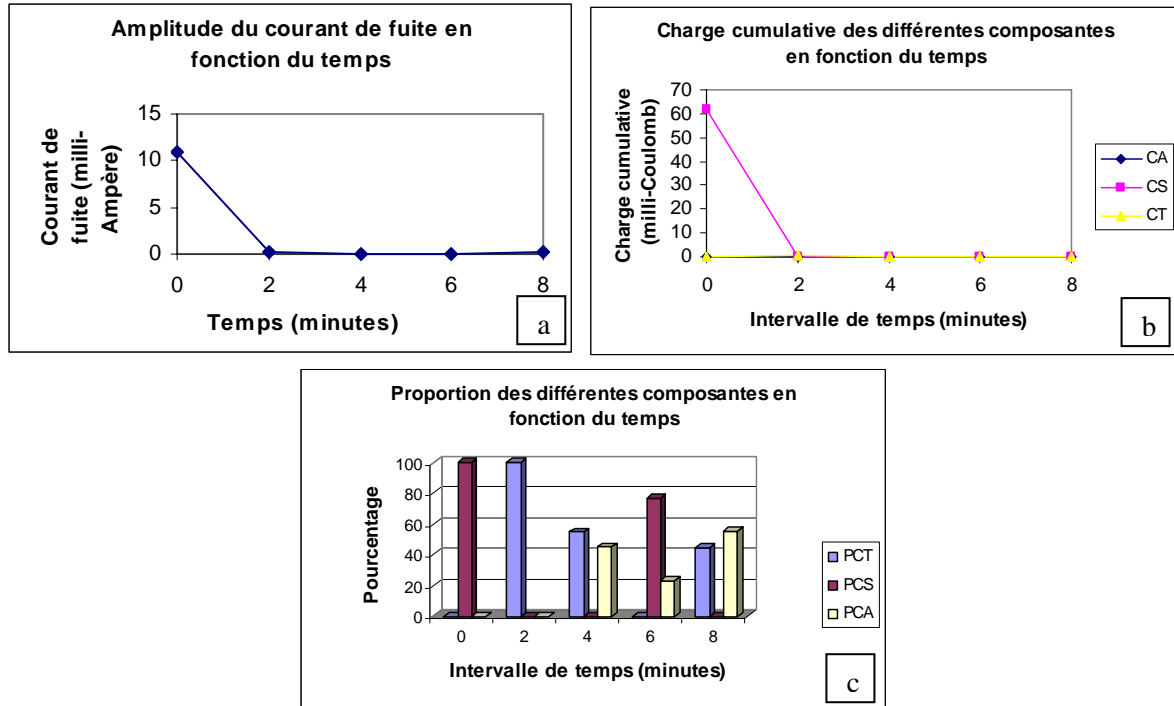 Amplitude du courant de fuite en
fonction du temps
Courant de
fuite (milli-
Ampère)
15
10
5
0
0 2 4 6 8
Temps (minutes)
a
Charge cumulative des différentes composantes
en fonction du temps
Charge cumulative
(milli-Coulomb)
70
60
50
40
30
20
10
0
0 2 4 6 8
Intervalle de temps (minutes)
CA
CS
CT
b
Proportion des différentes composantes en
fonction du temps
Pourcentage
100
80
60
40
20
0
0 2 4 6 8
Intervalle de temps (minutes)
PCT
PCS
PCA
c